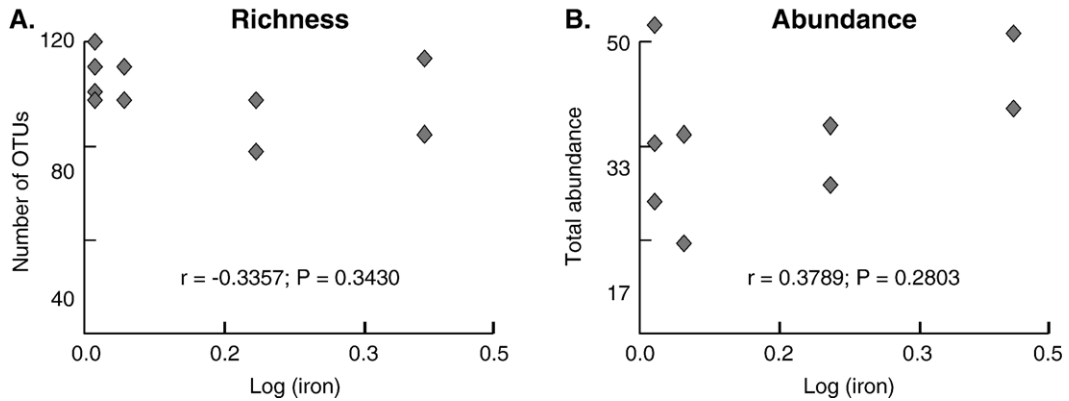 A.
Richness
120
80
40
Number of OTUs
r = -0.3357; P = 0.3430
0.0
0.2
0.3
0.5
Log (iron)
B.
Abundance
50
33
17
Total abundance
r = 0.3789; P = 0.2803
0.0
0.2
0.3
0.5
Log (iron)